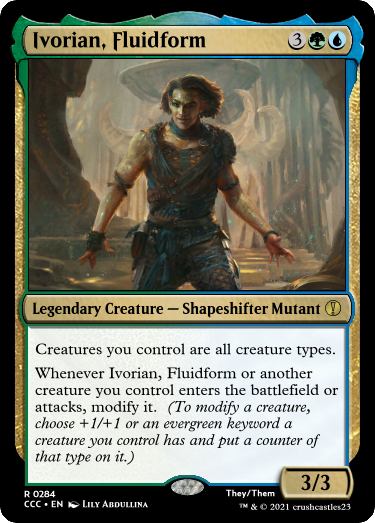 Ivorian, Fluidform 3
Legendary Creature — Shapeshifter Mutant
Creatures you control are all creature types.
Whenever Ivorian, Fluidform or another
creature you control enters the battlefield or
attacks, modify it. (To modify a creature,
choose +1/+1 or an evergreen keyword a
creature you control has and put a counter of
that type on it.)
3/3
R 0284
CCC • EN Lily Abdullina
They/Them
™ & © 2021 crushcastles23